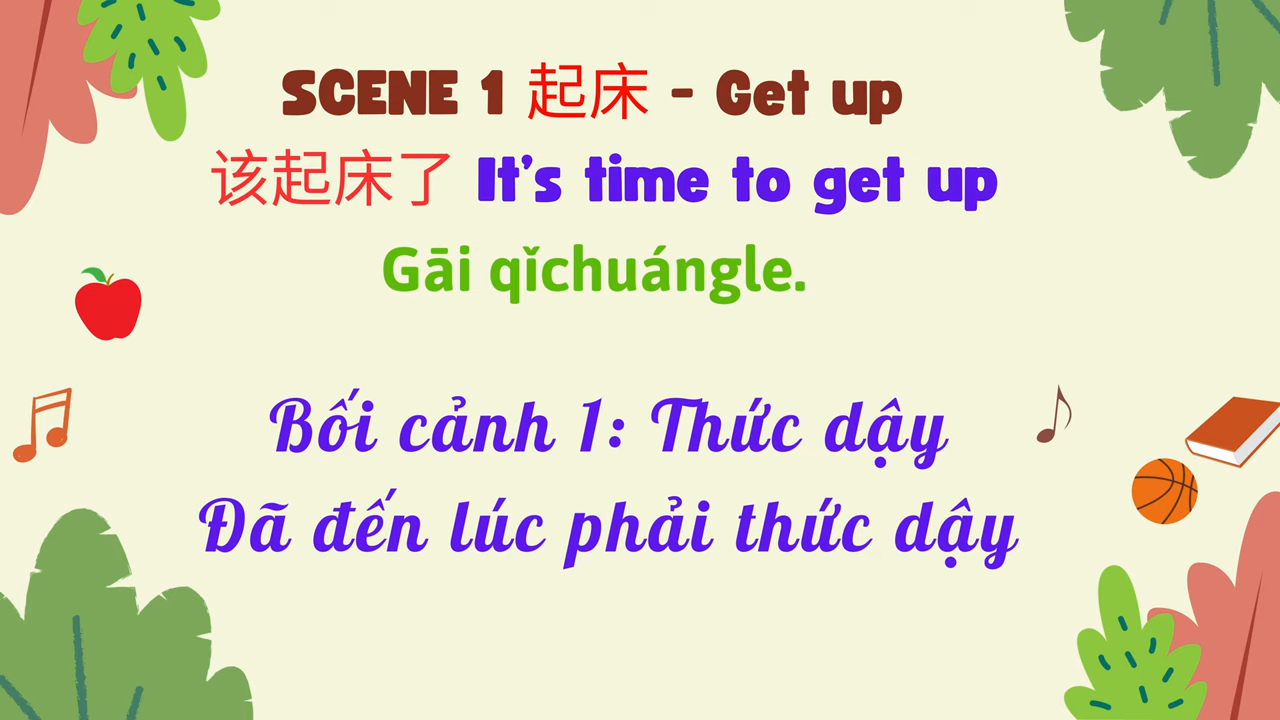 SCENE 1 起床 - Get up
该起床了 It's time to get up
Gāi qǐchuángle.
Bối cảnh 1: Thức dậy
Đã đến lúc phải thức dậy